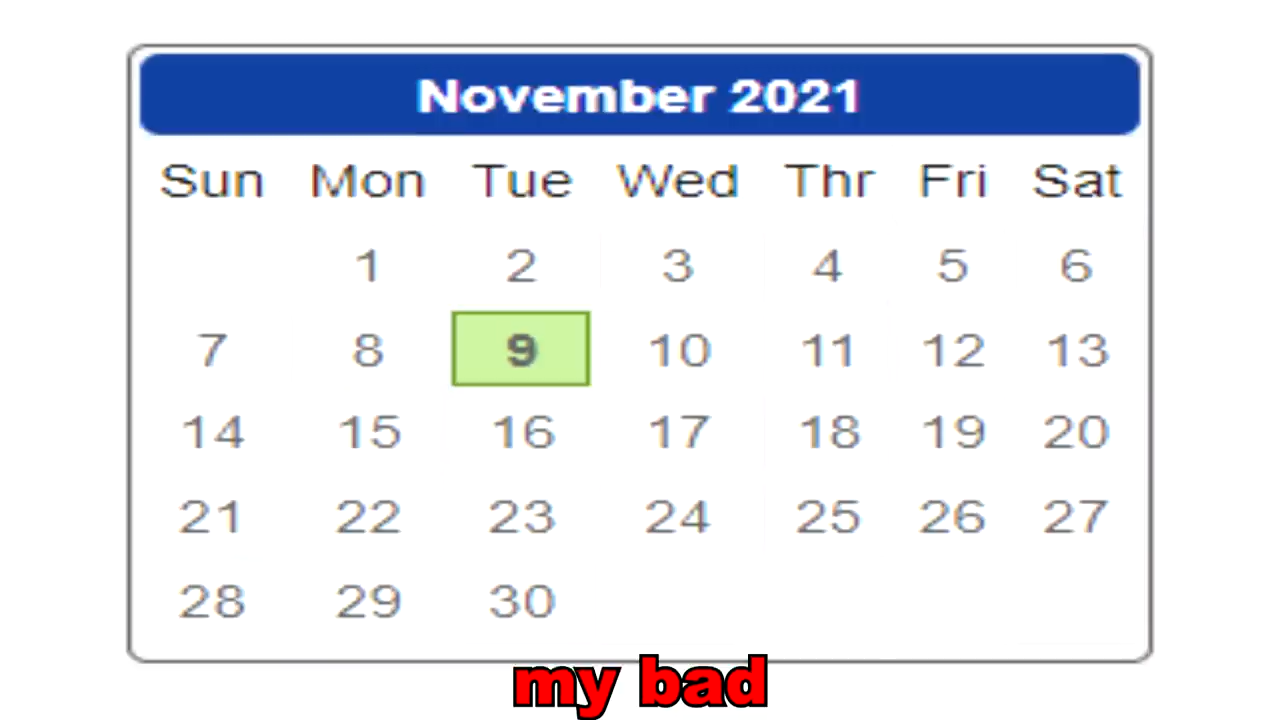 November 2021
Sun Mon Tue Wed Thr Fri Sat
1 2 3 4 5 6
7 8 9 10 11 12 13
14 15 16 17 18 19 20
21 22 23 24 25 26 27
28 29 30
my bad